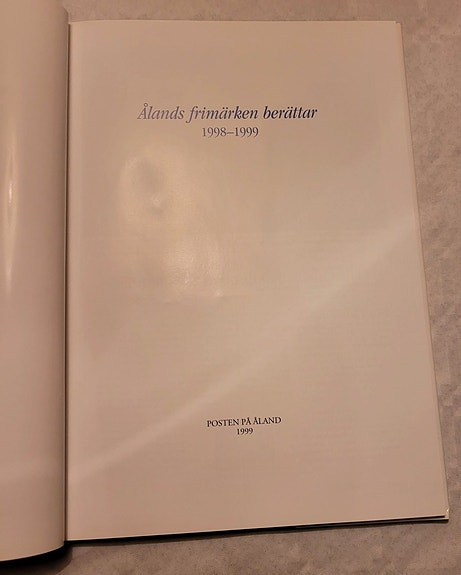 Ålands frimärken berättar
1998–1999
POSTEN PÅ ÅLAND
1999